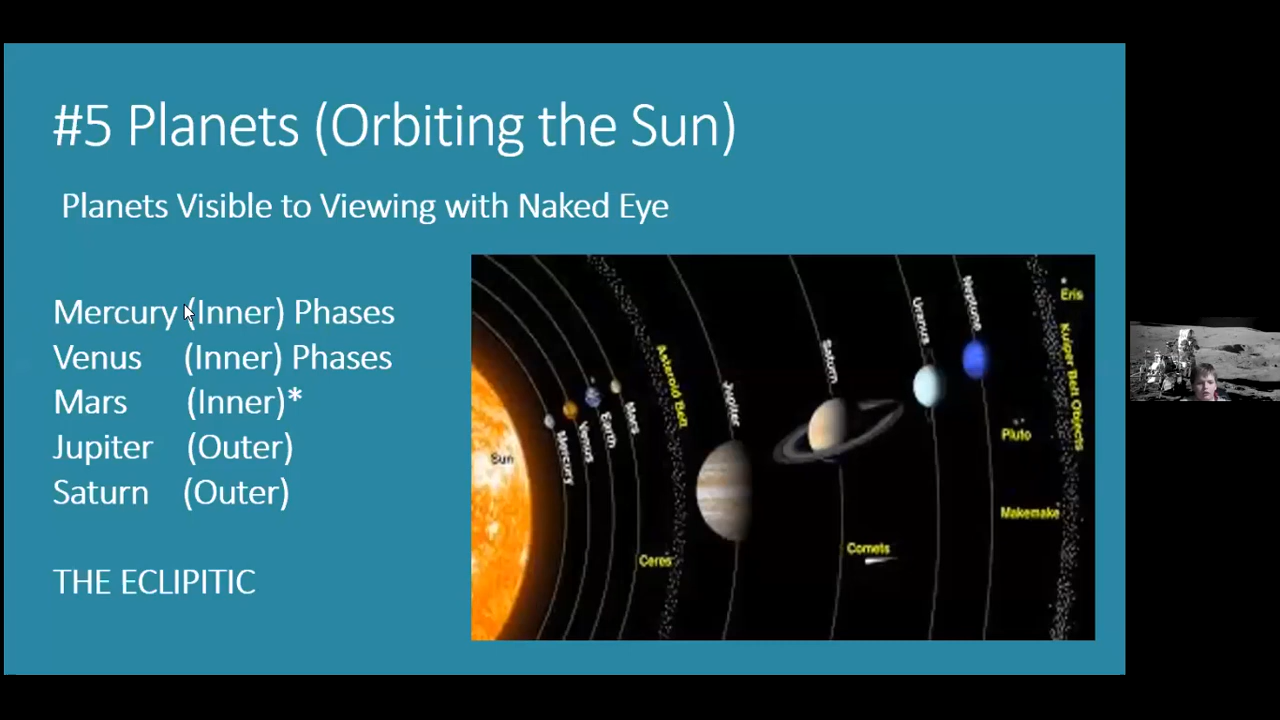 #5 Planets (Orbiting the Sun)
Planets Visible to Viewing with Naked Eye
Mercury (Inner) Phases
Venus (Inner) Phases
Mars (Inner)*
Jupiter (Outer)
Saturn (Outer)
THE ECLIPITIC
Sun
Mercury
Venus
Earth
Mars
Asteroid Belt
Ceres
Jupiter
Saturn
Comets
Uranus
Neptune
Eris
Kuiper Belt Objects
Pluto
Makemake